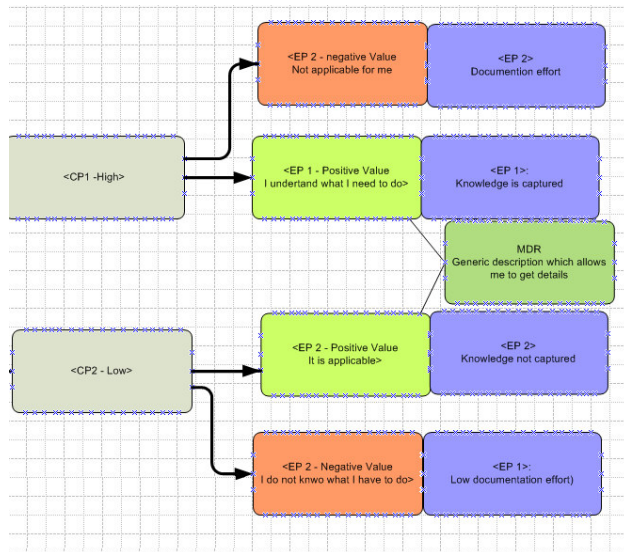 <EP 2 - negative Value
Not applicable for me
<EP 2>
Documention effort
<CP1 -High>
<EP 1 - Positive Value
I undertand what I need to do>
<EP 1>:
Knowledge is captured
MDR
Generic description which allows
me to get details
<EP 2 - Positive Value
It is applicable>
<EP 2>
Knowledge not captured
<CP2 - Low>
<EP 2 - Negative Value
I do not knwo what I have to do>
<EP 1>:
Low documentation effort)